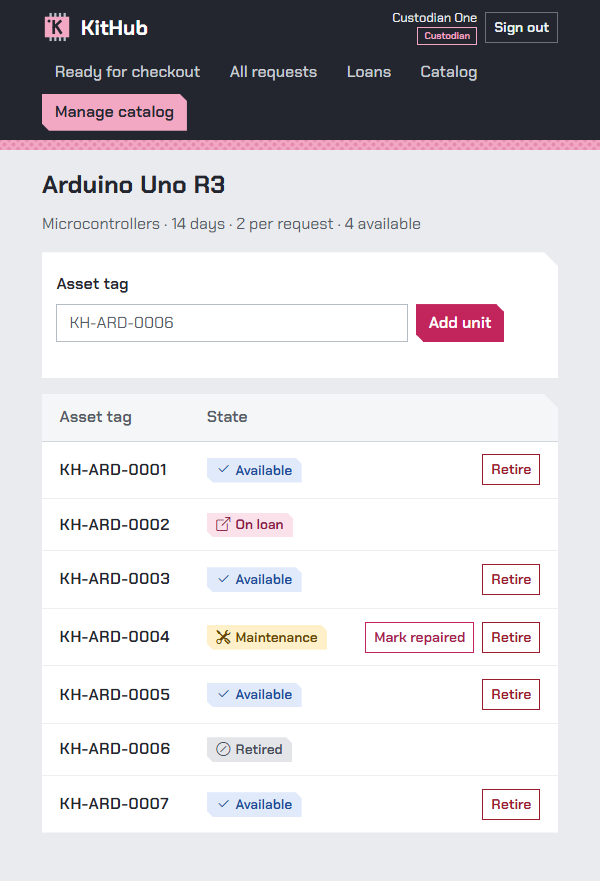 K KitHub
Custodian One
Custodian
Sign out
Ready for checkout All requests Loans Catalog
Manage catalog
Arduino Uno R3
Microcontrollers · 14 days · 2 per request · 4 available
Asset tag
KH-ARD-0006 Add unit
Asset tag State
KH-ARD-0001 Available Retire
KH-ARD-0002 On loan
KH-ARD-0003 Available Retire
KH-ARD-0004 Maintenance Mark repaired Retire
KH-ARD-0005 Available Retire
KH-ARD-0006 Retired
KH-ARD-0007 Available Retire